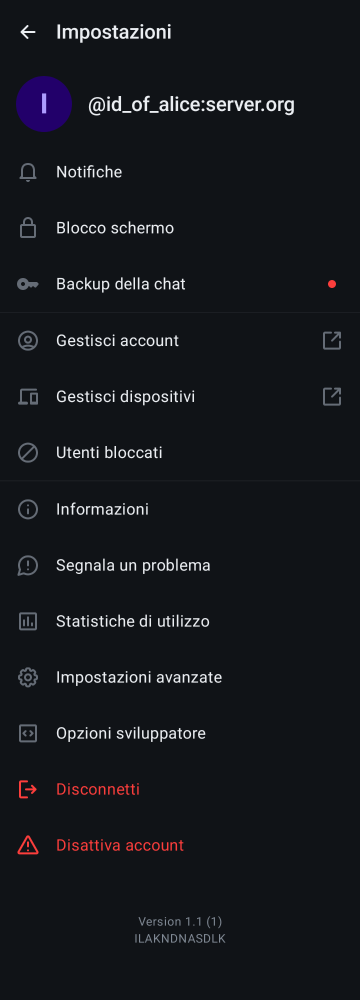 Impostazioni
I
@id_of_alice:server.org
Notifiche
Blocco schermo
Backup della chat
Gestisci account
Gestisci dispositivi
Utenti bloccati
Informazioni
Segnala un problema
Statistiche di utilizzo
Impostazioni avanzate
Opzioni sviluppatore
Disconnetti
Disattiva account
Version 1.1 (1)
ILAKNDNASDLK